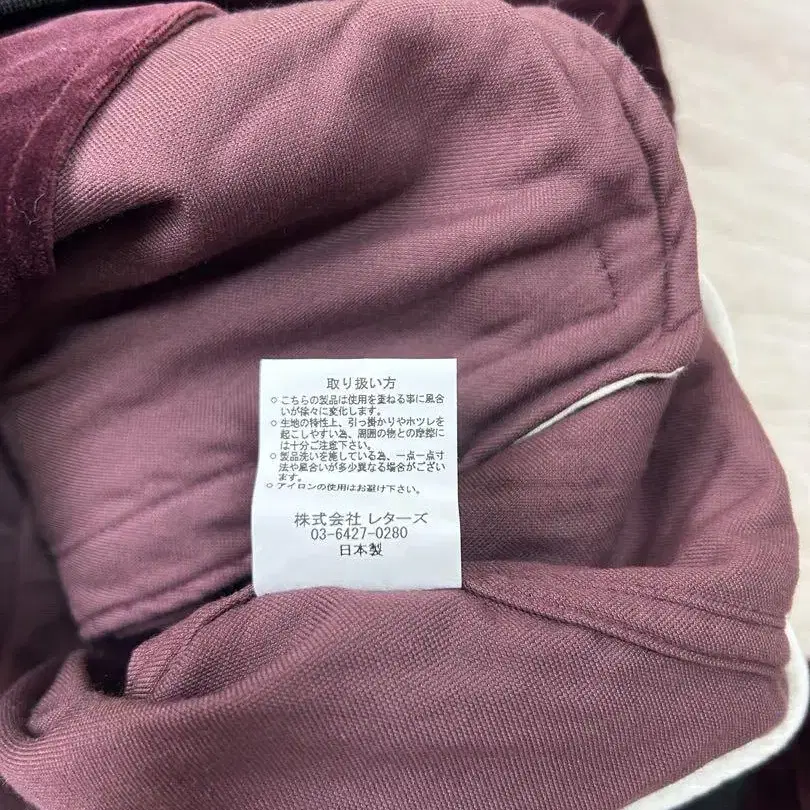 取り扱い方
○こちらの製品は使用を重ねる事に風合
いが徐々に変化します。
○生地の特性上、引っ掛かりやホツレを
起こしやすい為、周囲の物との摩擦に
は十分ご注意下さい。
○製品洗いを施している為、一点一点寸
法や風合いが多少異なる場合がござい
ます。
○アイロンの使用はお避け下さい。
株式会社 レターズ
03-6427-0280
日本製